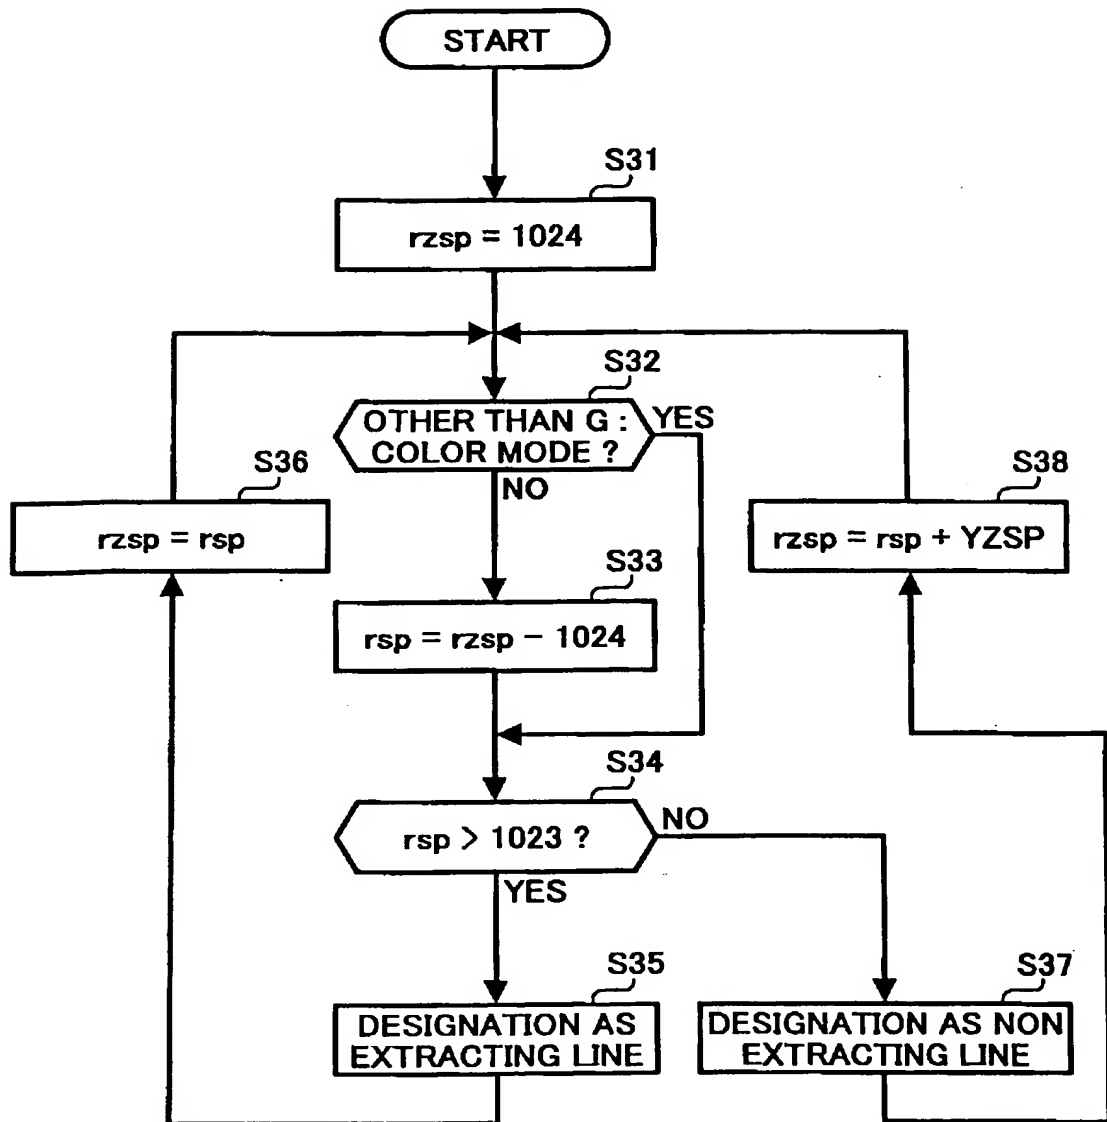 START
S31
rzsp = 1024
S32
OTHER THAN G :
COLOR MODE ?
YES
NO
S36
rzsp = rsp
S38
rzsp = rsp + YZSP
S33
rsp = rzsp − 1024
S34
rsp > 1023 ?
NO
YES
S35
DESIGNATION AS
EXTRACTING LINE
S37
DESIGNATION AS NON
EXTRACTING LINE